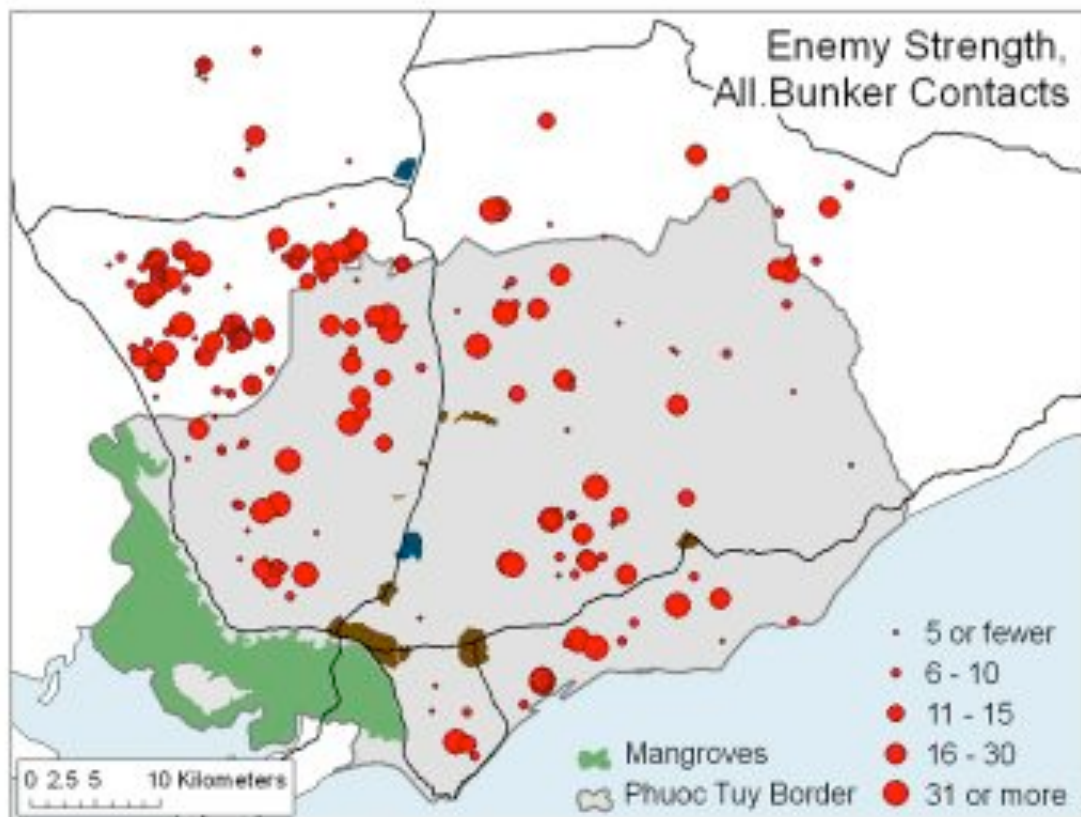 Enemy Strength,
All.Bunker Contacts
5 or fewer
6 - 10
11 - 15
16 - 30
31 or more
Mangroves
Phuoc Tuy Border
0 2.5 5 10 Kilometers